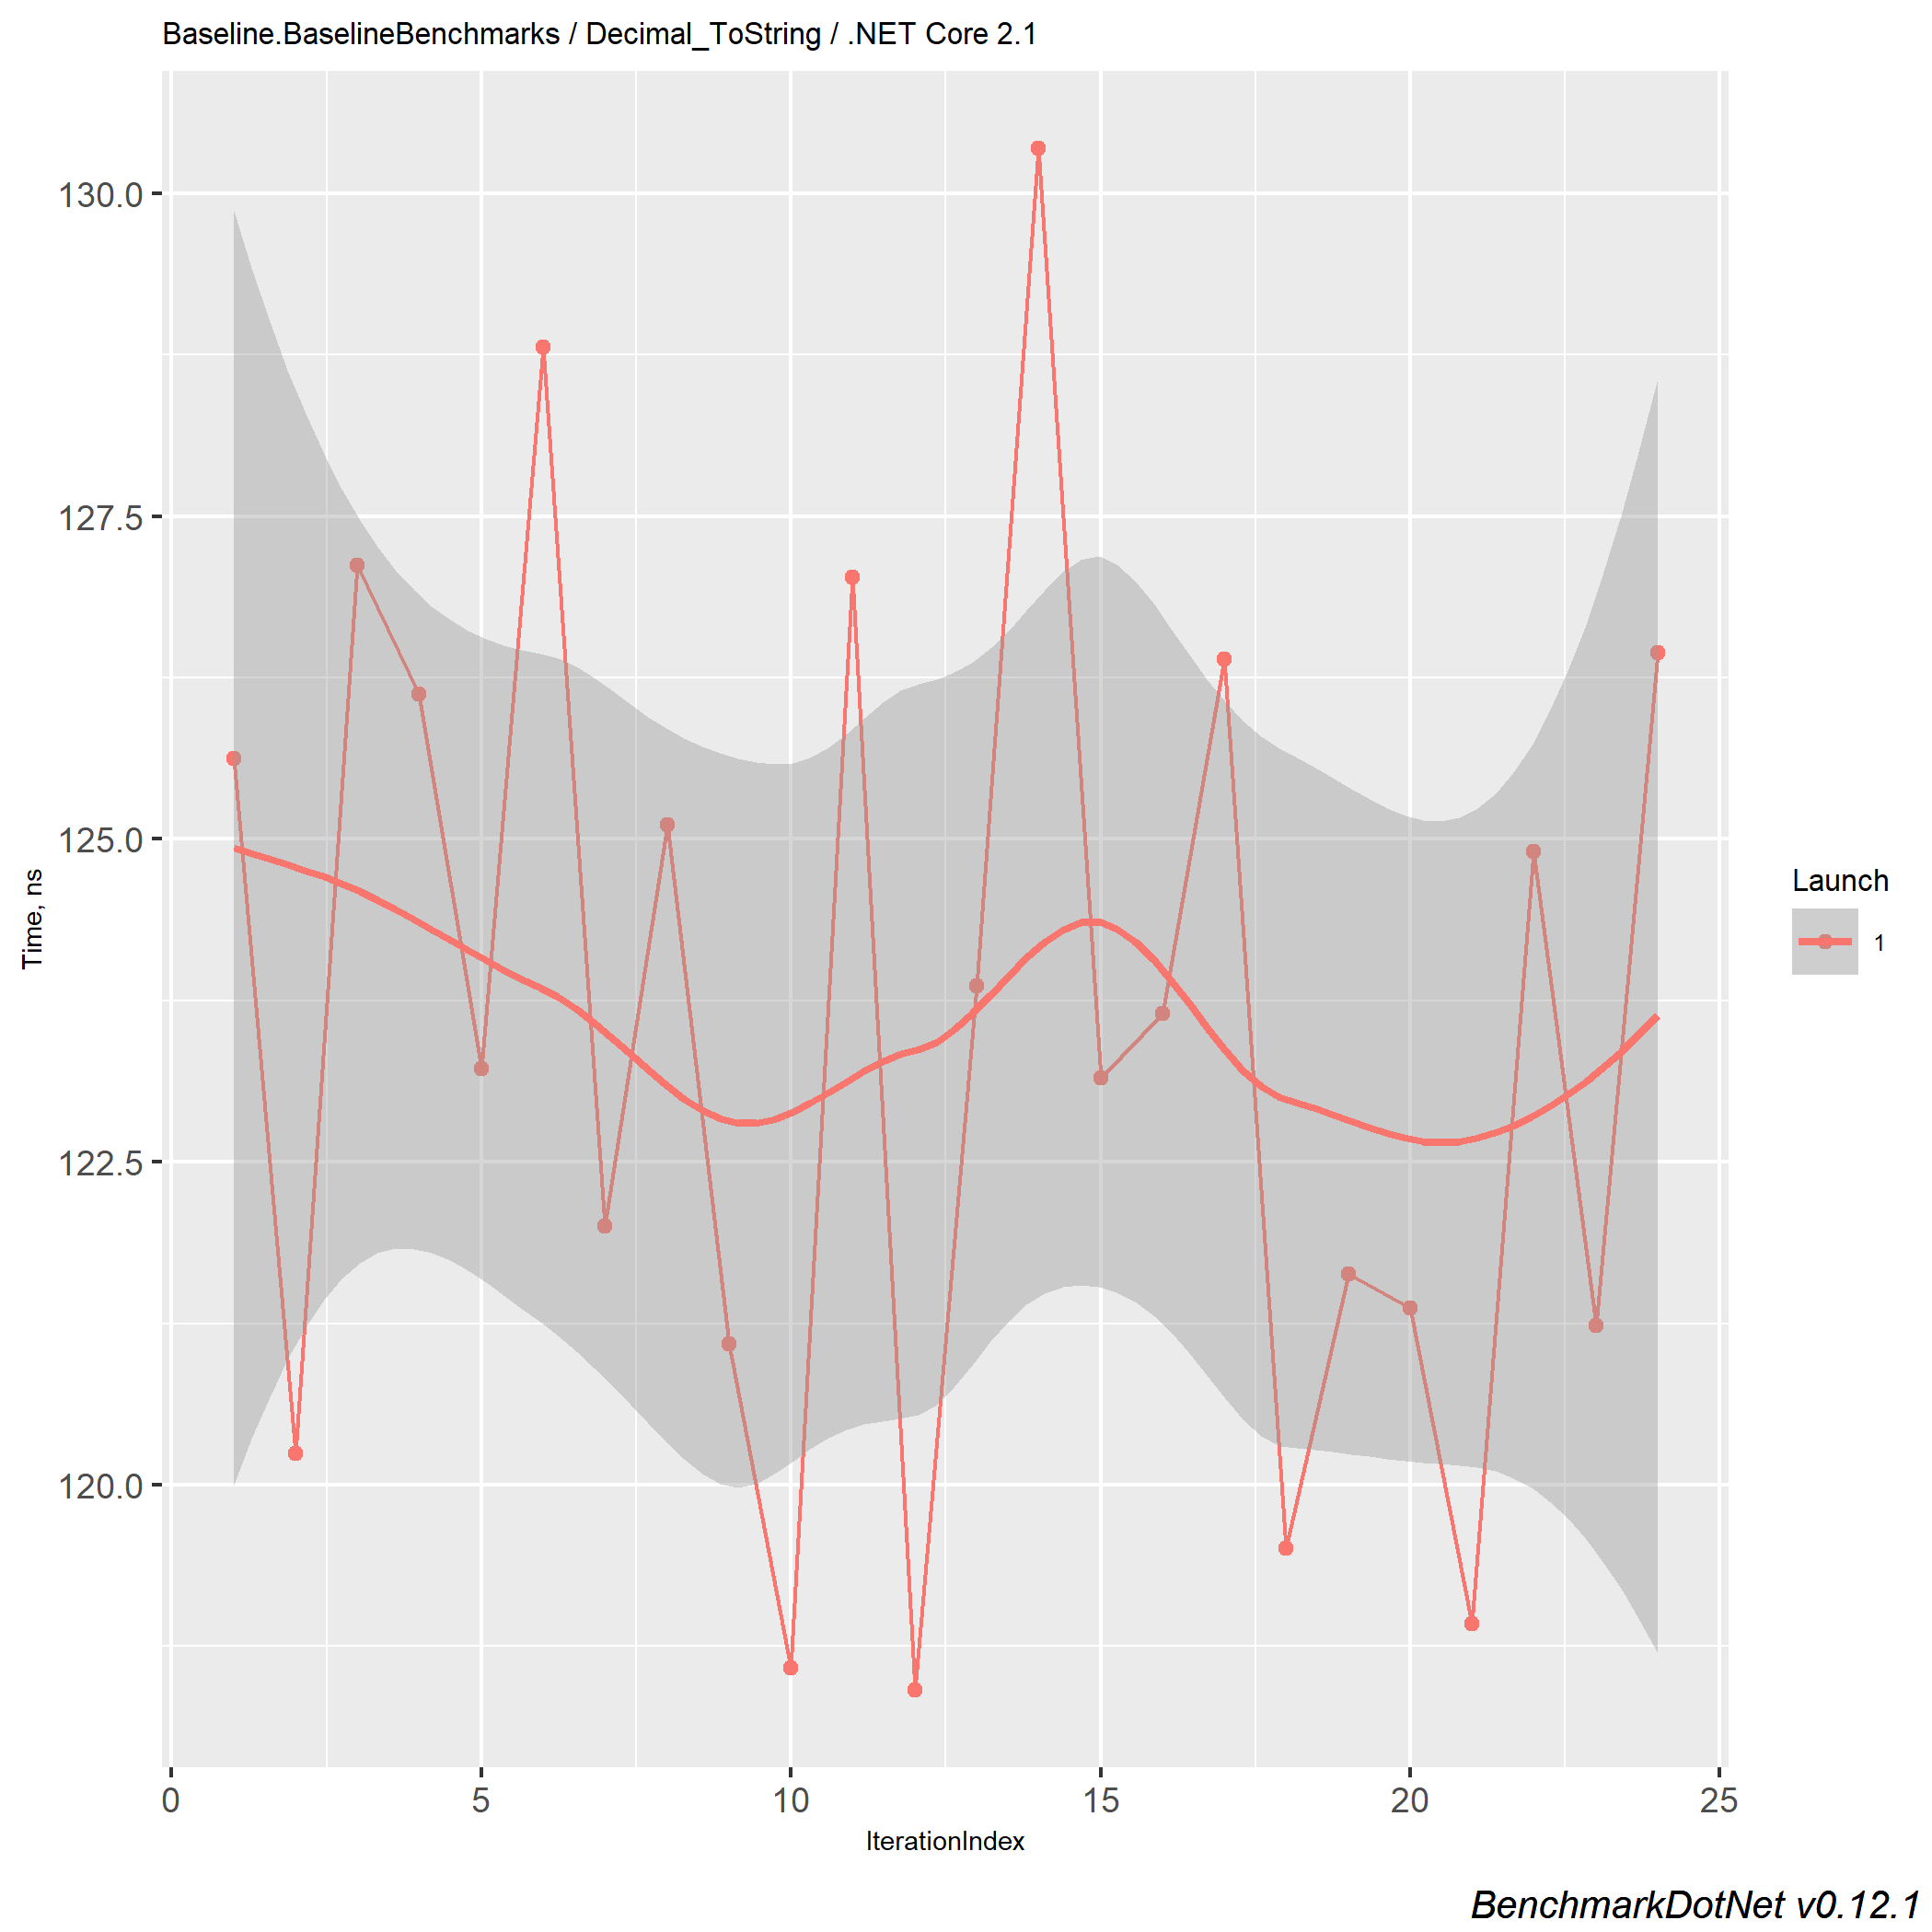 Baseline.BaselineBenchmarks / Decimal_ToString / .NET Core 2.1
130.0
127.5
125.0
122.5
120.0
Time, ns
0 5 10 15 20 25
IterationIndex
Launch
1
BenchmarkDotNet v0.12.1